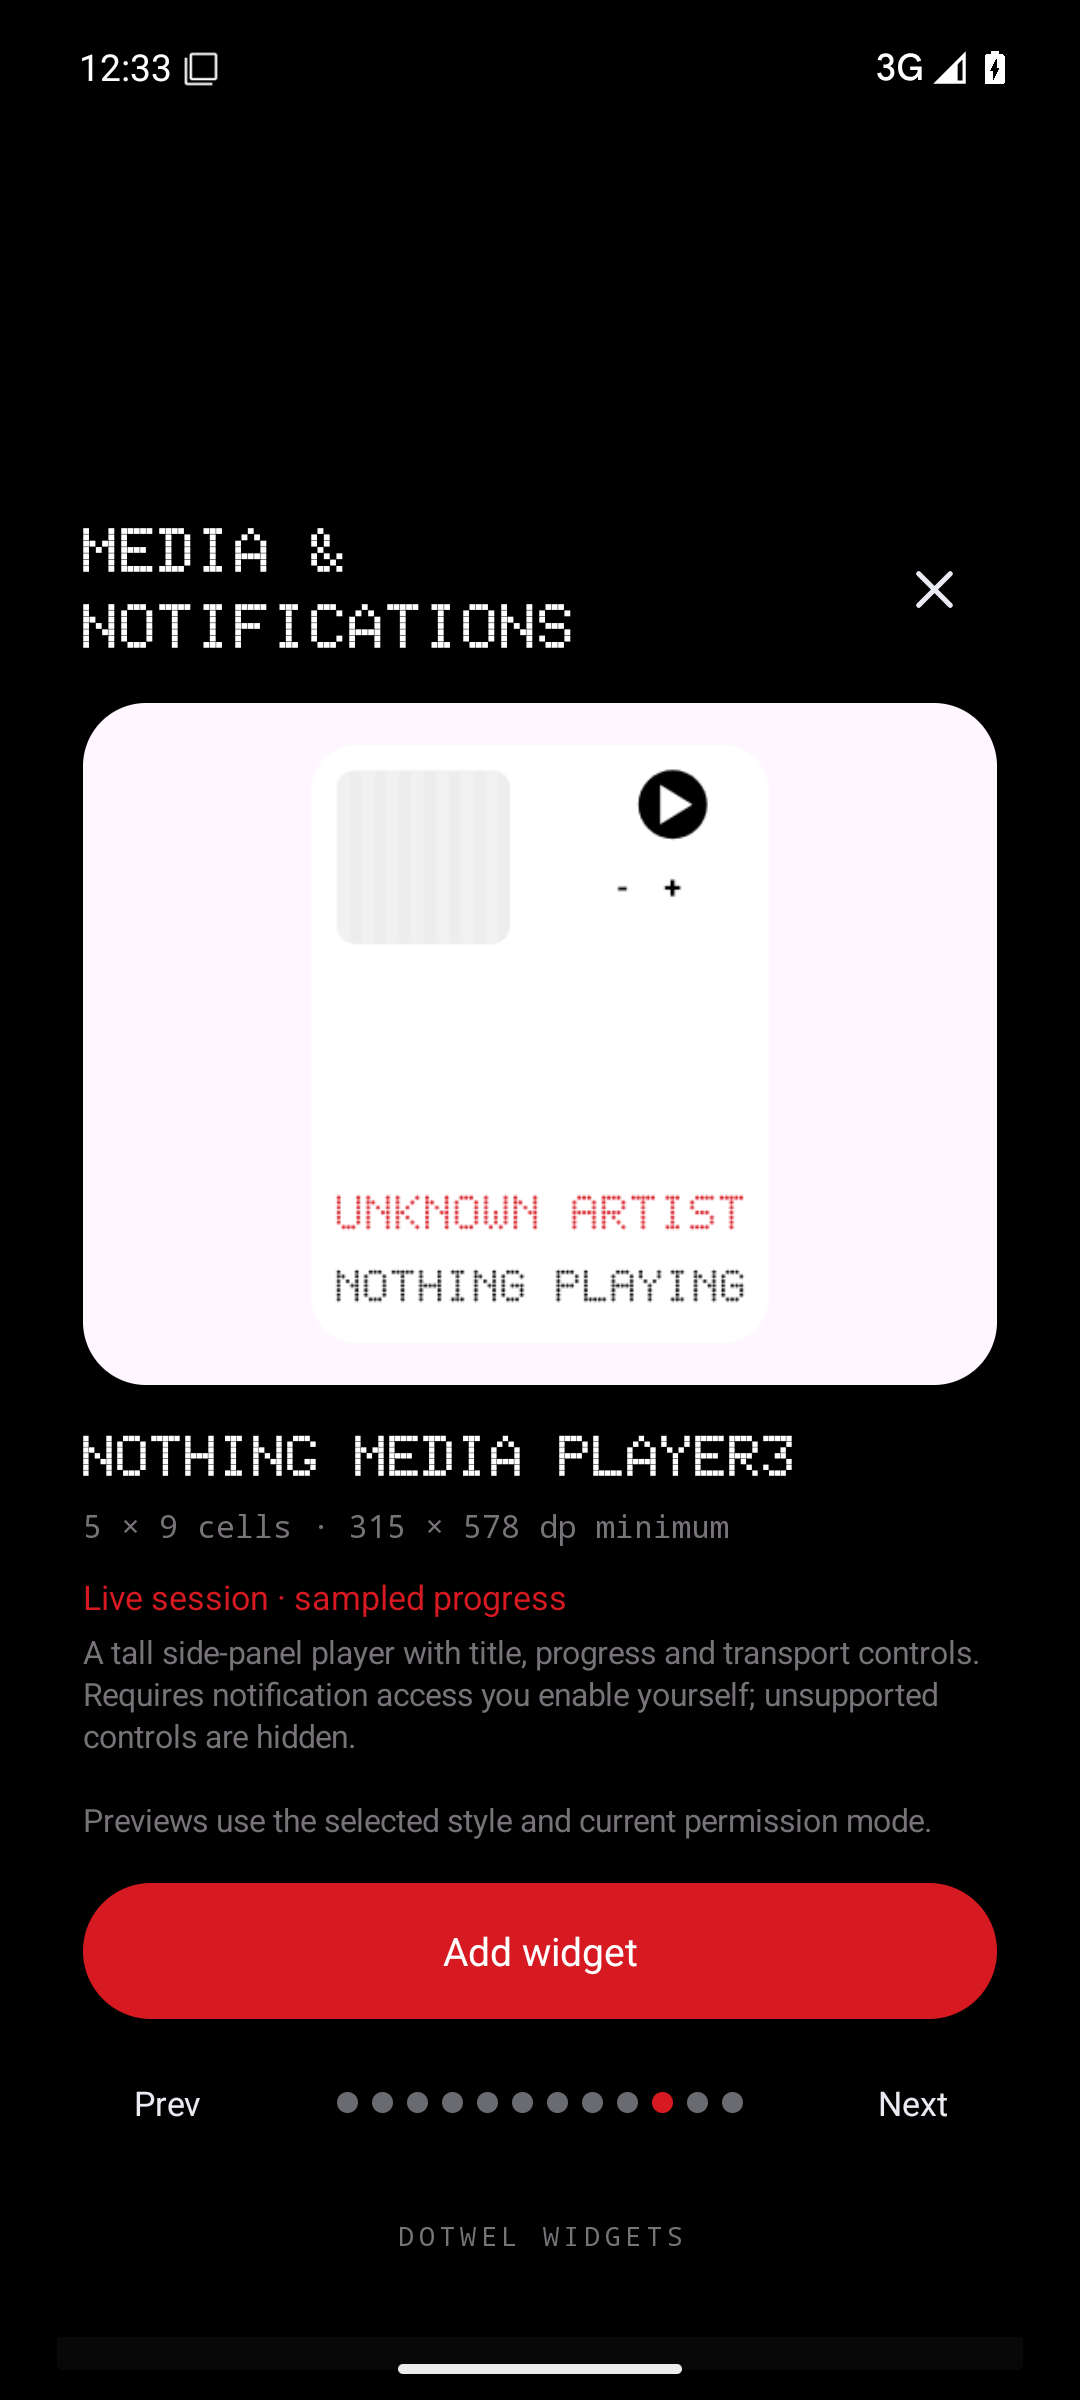 12:33
3G
MEDIA &
NOTIFICATIONS
- +
UNKNOWN ARTIST
NOTHING PLAYING
NOTHING MEDIA PLAYER3
5 × 9 cells · 315 × 578 dp minimum
Live session · sampled progress
A tall side-panel player with title, progress and transport controls.
Requires notification access you enable yourself; unsupported
controls are hidden.
Previews use the selected style and current permission mode.
Add widget
Prev
Next
DOTWEL WIDGETS